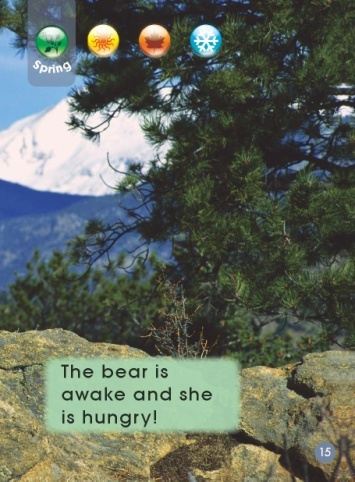 Spring
The bear is
awake and she
is hungry!
15